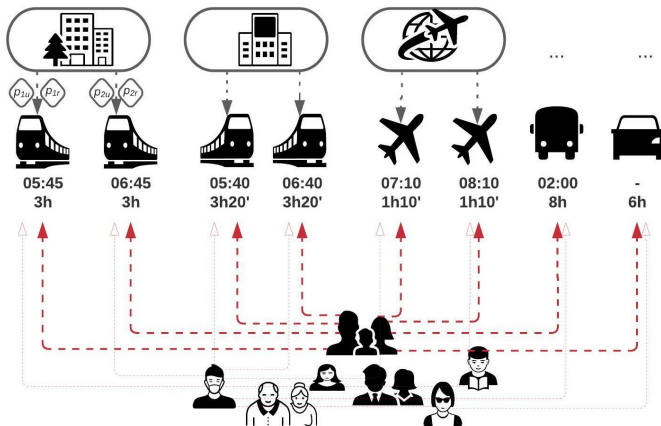 ... ...
p1u p1r p2u p2r
05:45 06:45 05:40 06:40 07:10 08:10 02:00 -
3h 3h 3h20' 3h20' 1h10' 1h10' 8h 6h